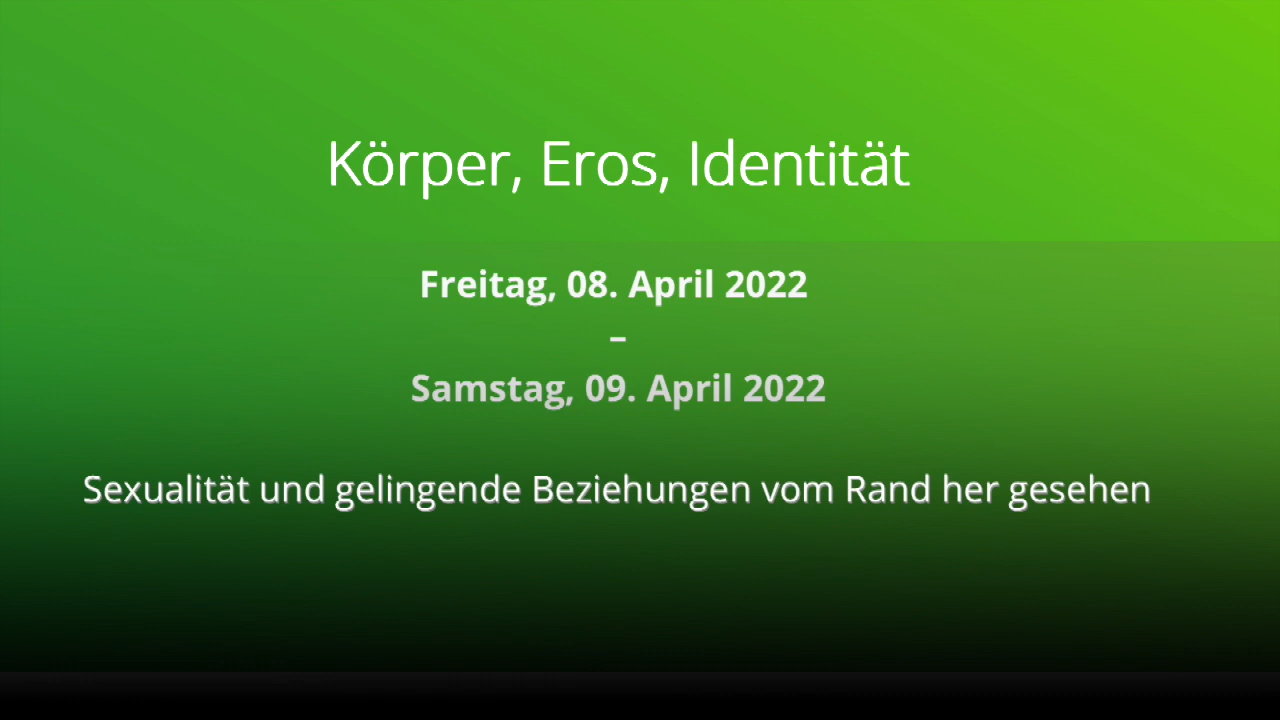 Körper, Eros, Identität
Freitag, 08. April 2022
–
Samstag, 09. April 2022
Sexualität und gelingende Beziehungen vom Rand her gesehen